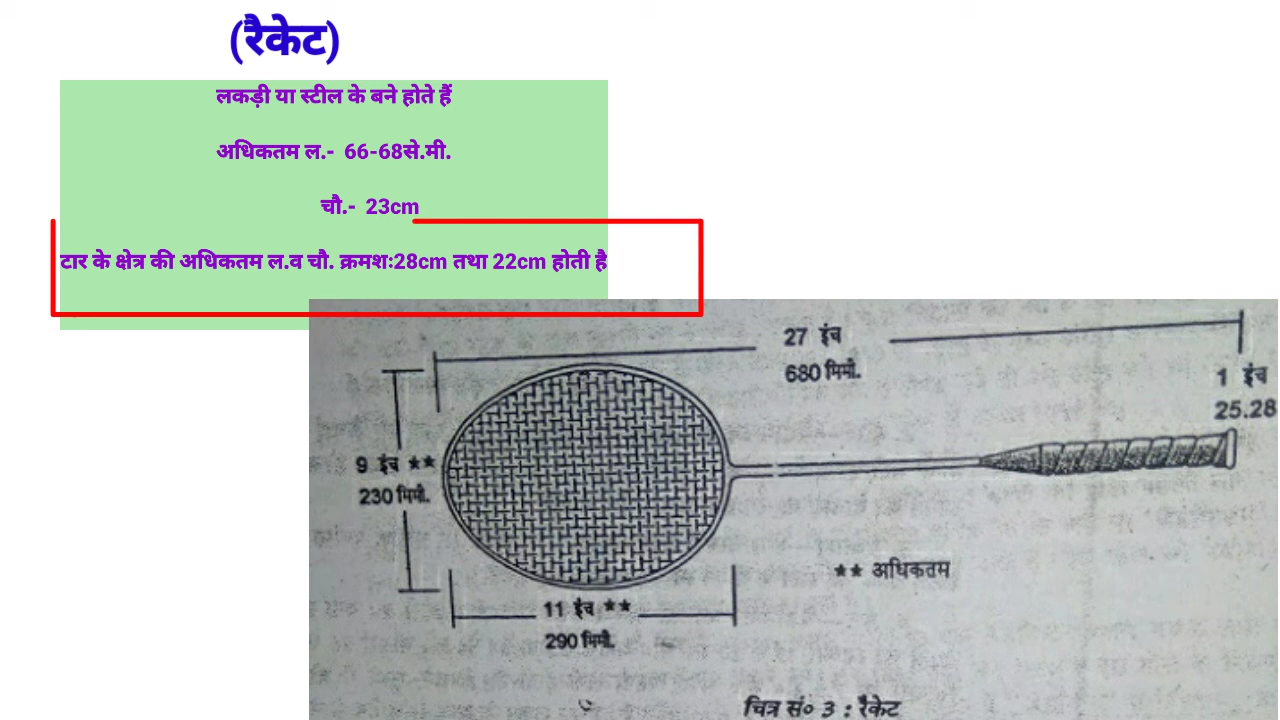 (रैकेट)
लकड़ी या स्टील के बने होते हैं
अधिकतम ल.- 66-68से.मी.
चौ.- 23cm
टार के क्षेत्र की अधिकतम ल.व चौ. क्रमशः28cm तथा 22cm होती है
27 इंच
680 मिमी.
1 इंच
25.28
9 इंच **
230 मिमी.
** अधिकतम
11 इंच **
290 मिमी.
चित्र सं० 3 : रैकेट